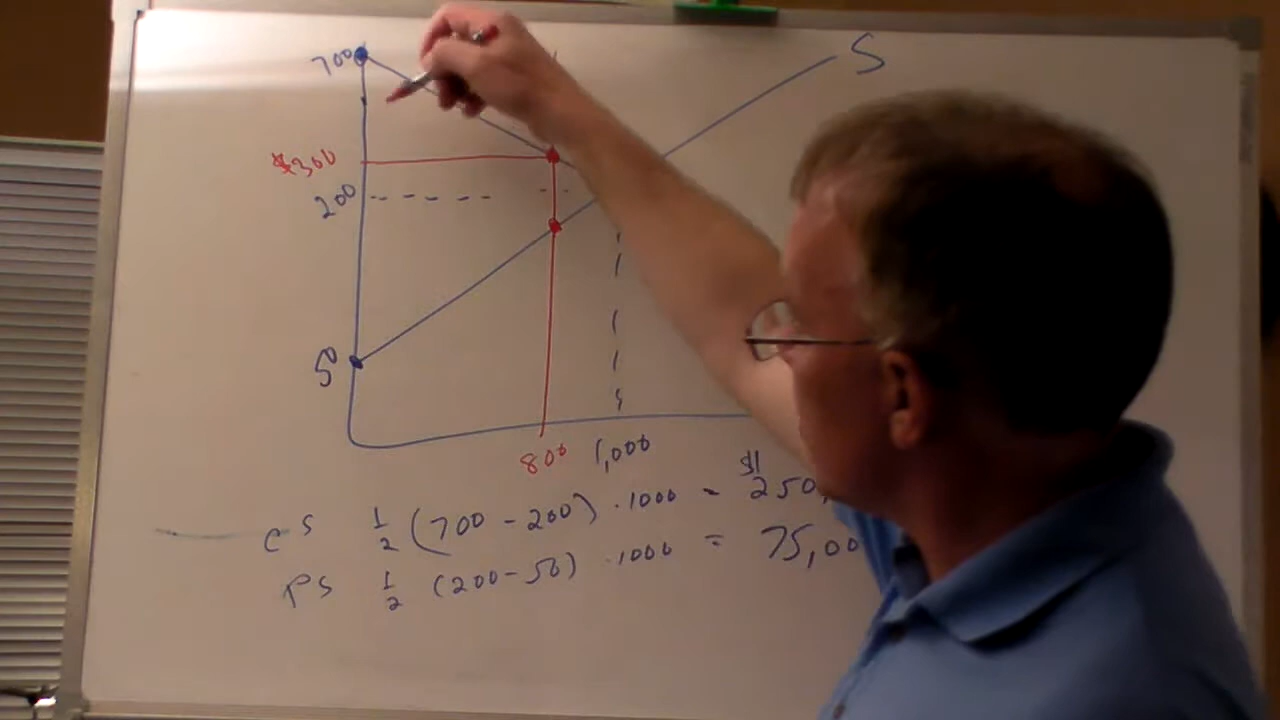 700
S
$300
200
50
800 1,000
CS 1/2 (700 - 200) · 1000 = $250,
PS 1/2 (200 - 50) · 1000 = 75,00